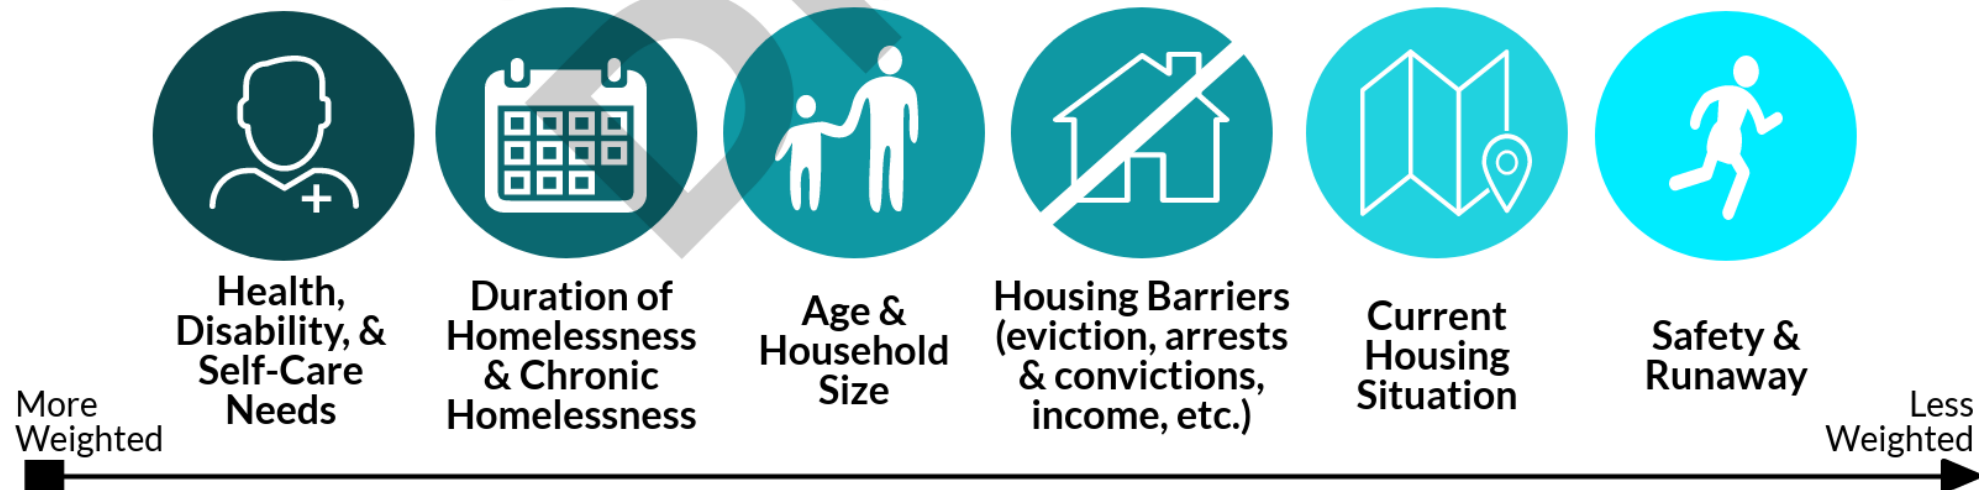 Health,
Disability, &
Self-Care
Needs
Duration of
Homelessness
& Chronic
Homelessness
Age &
Household
Size
Housing Barriers
(eviction, arrests
& convictions,
income, etc.)
Current
Housing
Situation
Safety &
Runaway
More
Weighted
Less
Weighted